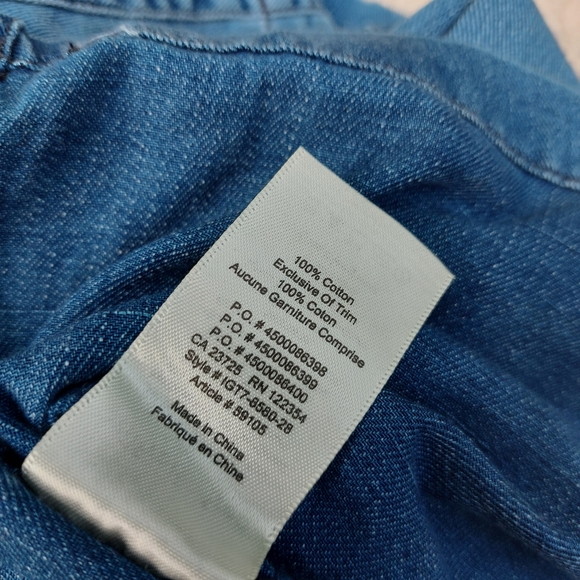 100% Cotton
Exclusive Of Trim
100% Coton
Aucune Garniture Comprise
P.O. # 4500086398
P.O. # 4500086399
P.O. # 4500086400
CA 23725 RN 122354
Style # IGT7-8580-28
Article # 59105
Made in China
Fabriqué en Chine